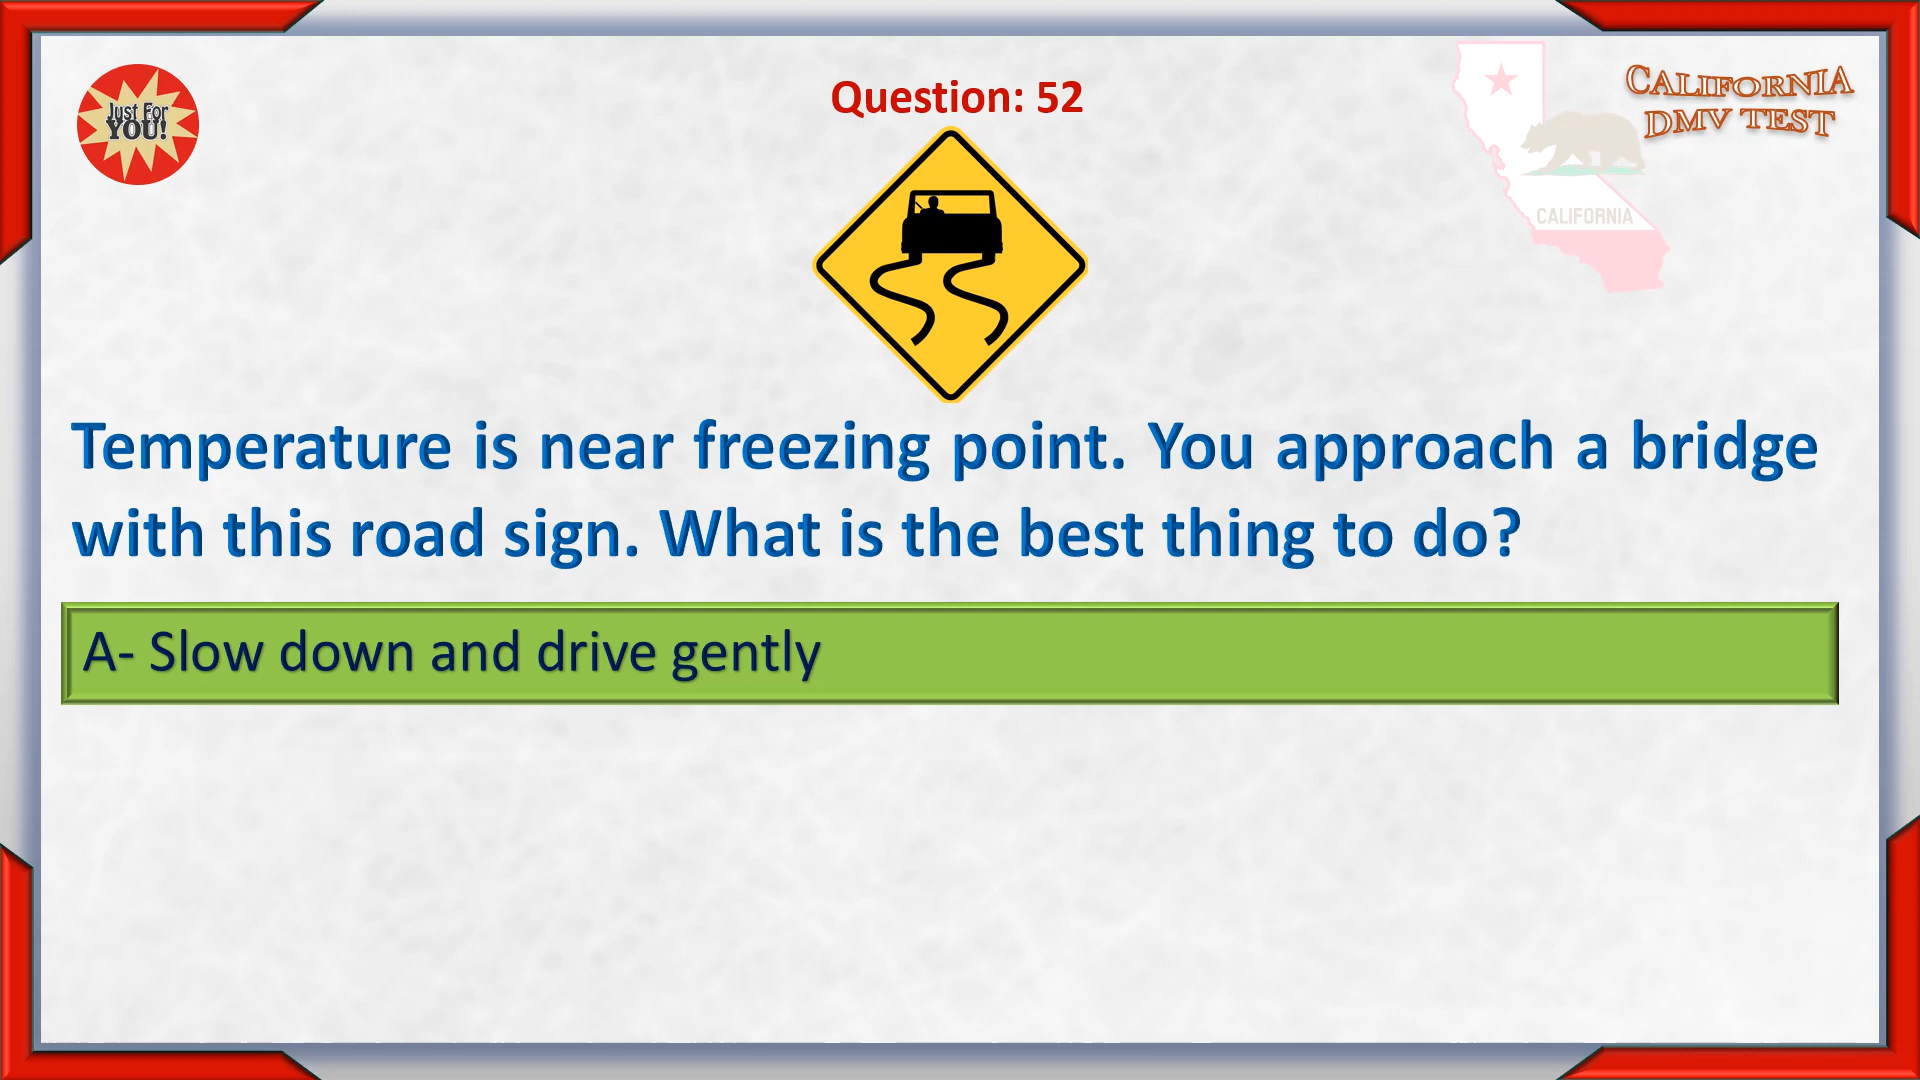 Just For
YOU!
Question: 52
CALIFORNIA
DMV TEST
CALIFORNIA
Temperature is near freezing point. You approach a bridge
with this road sign. What is the best thing to do?
A- Slow down and drive gently